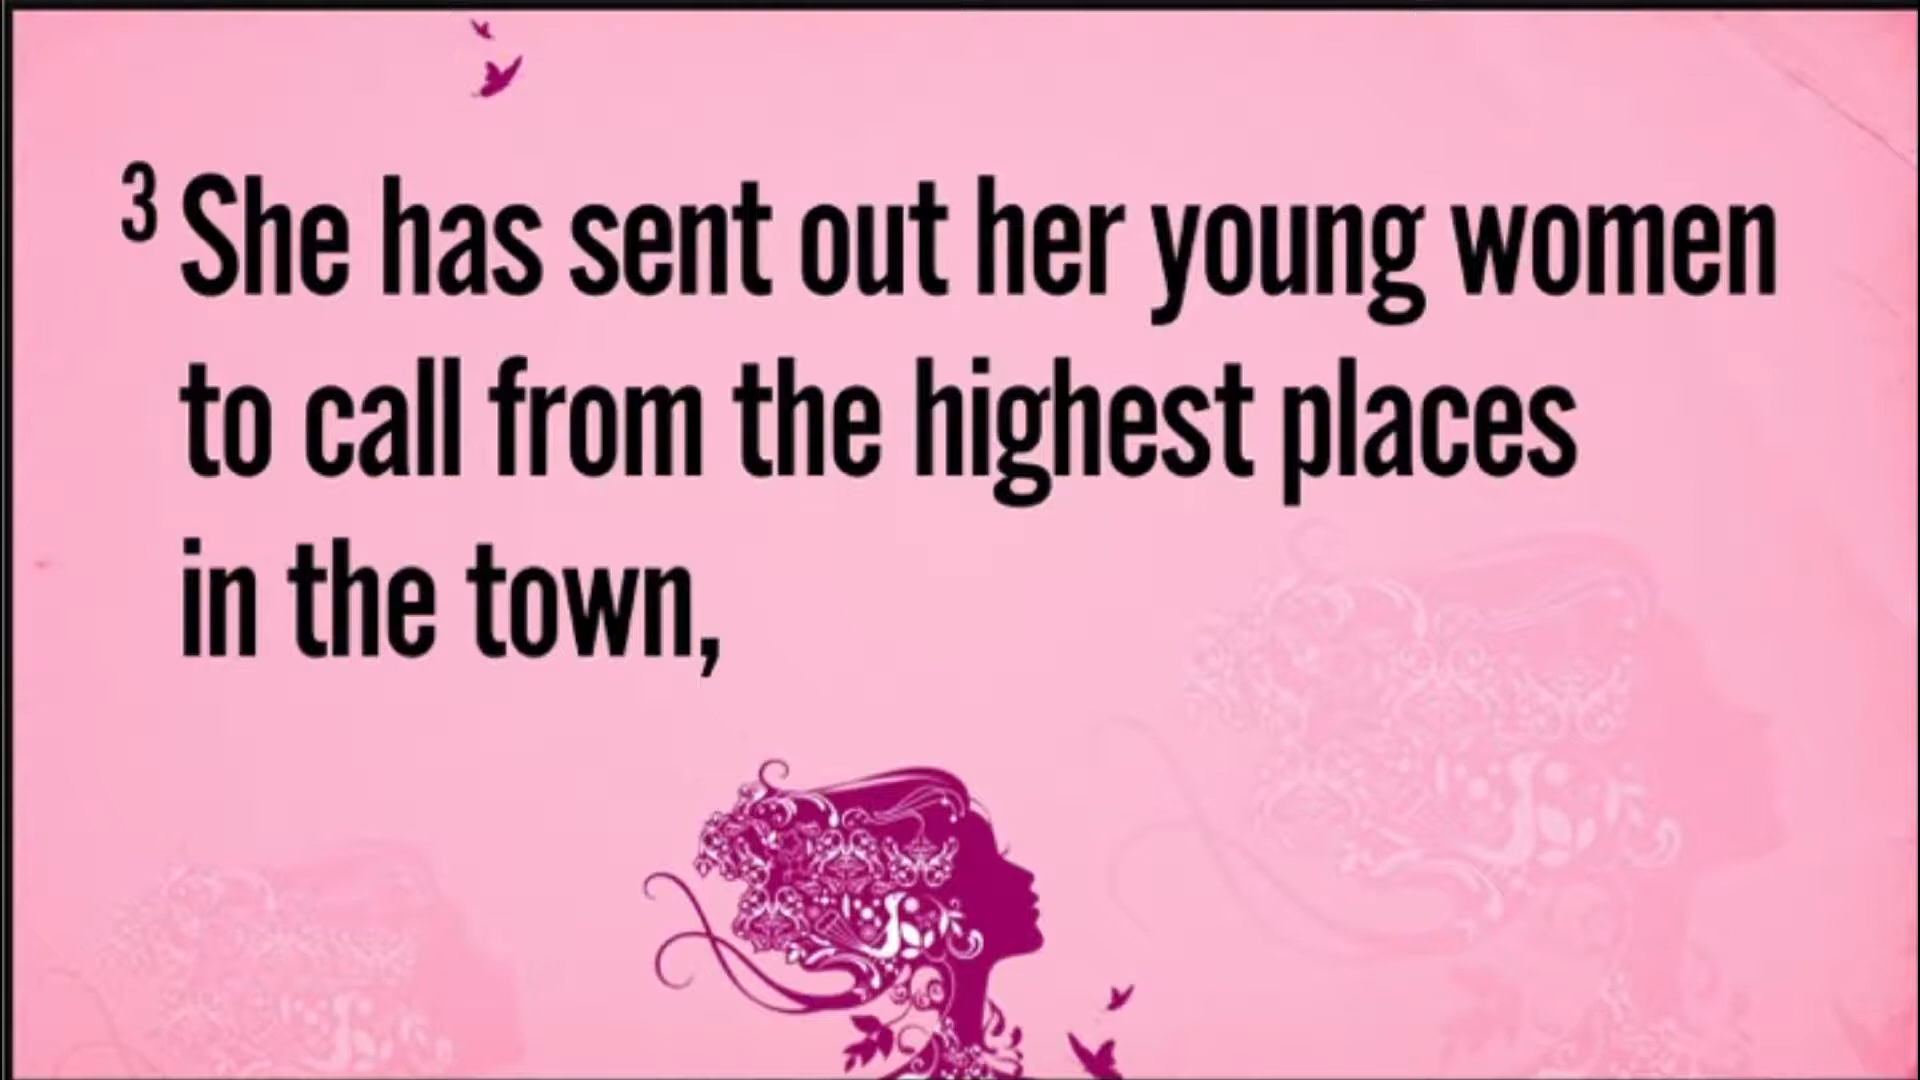 3 She has sent out her young women
to call from the highest places
in the town,